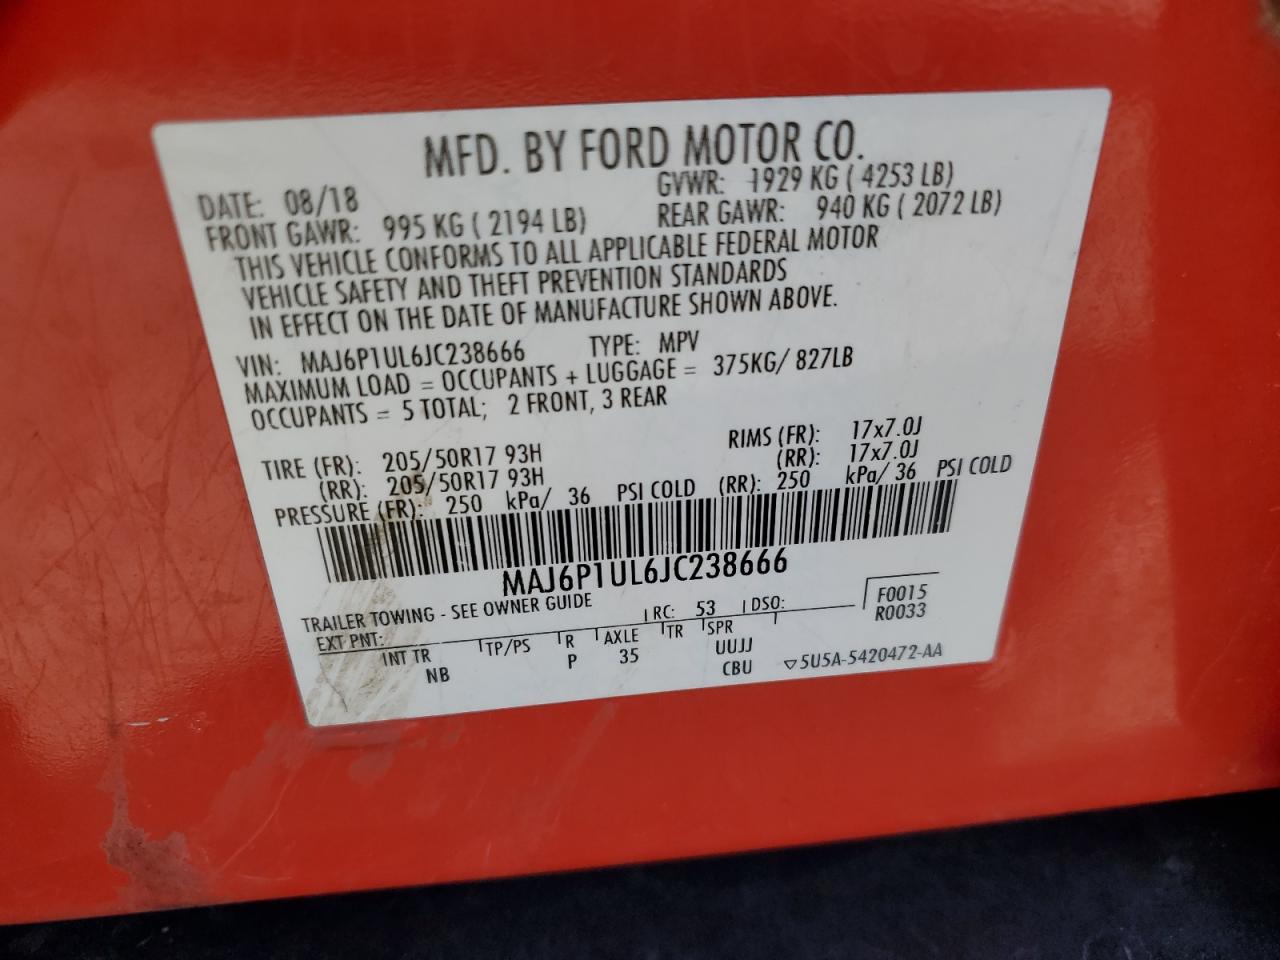 MFD. BY FORD MOTOR CO.
DATE: 08/18 GVWR: 1929 KG ( 4253 LB)
FRONT GAWR: 995 KG ( 2194 LB) REAR GAWR: 940 KG ( 2072 LB)
THIS VEHICLE CONFORMS TO ALL APPLICABLE FEDERAL MOTOR
VEHICLE SAFETY AND THEFT PREVENTION STANDARDS
IN EFFECT ON THE DATE OF MANUFACTURE SHOWN ABOVE.
VIN: MAJ6P1UL6JC238666 TYPE: MPV
MAXIMUM LOAD = OCCUPANTS + LUGGAGE = 375KG/ 827LB
OCCUPANTS = 5 TOTAL; 2 FRONT, 3 REAR
TIRE (FR): 205/50R17 93H RIMS (FR): 17x7.0J
(RR): 205/50R17 93H (RR): 17x7.0J
PRESSURE (FR): 250 kPa/ 36 PSI COLD (RR): 250 kPa/ 36 PSI COLD
MAJ6P1UL6JC238666
TRAILER TOWING - SEE OWNER GUIDE
EXT PNT: RC: 53 DSO: F0015
R0033
INT TR TP/PS R AXLE TR SPR
NB P 35 UUJJ
CBU
▽5U5A-5420472-AA